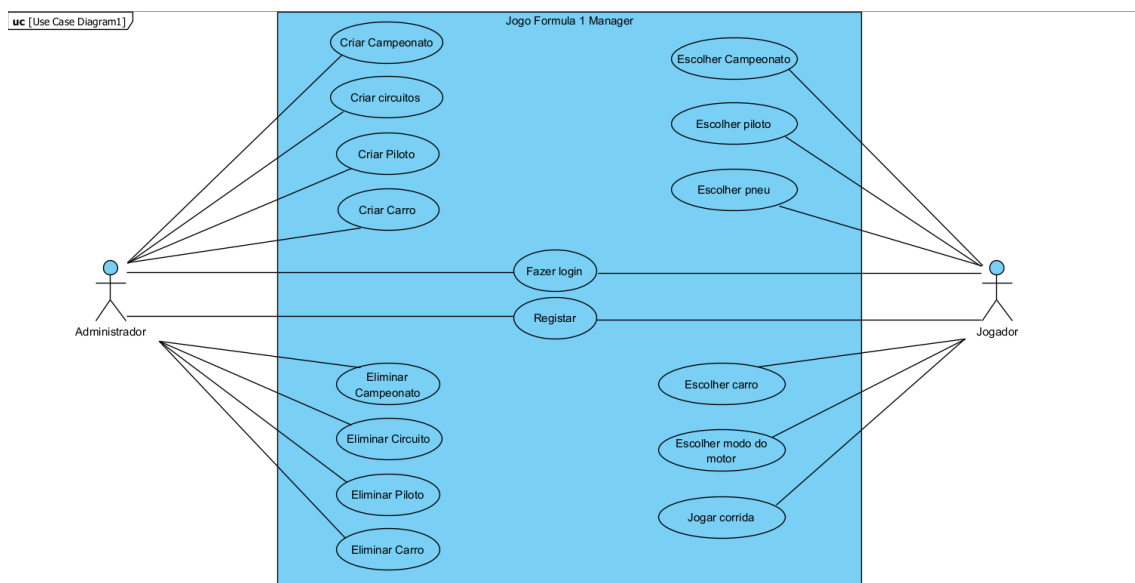 uc [Use Case Diagram1]
Jogo Formula 1 Manager
Criar Campeonato
Escolher Campeonato
Criar circuitos
Escolher piloto
Criar Piloto
Escolher pneu
Criar Carro
Fazer login
Registar
Administrador
Jogador
Eliminar
Campeonato
Escolher carro
Eliminar Circuito
Escolher modo do
motor
Eliminar Piloto
Jogar corrida
Eliminar Carro